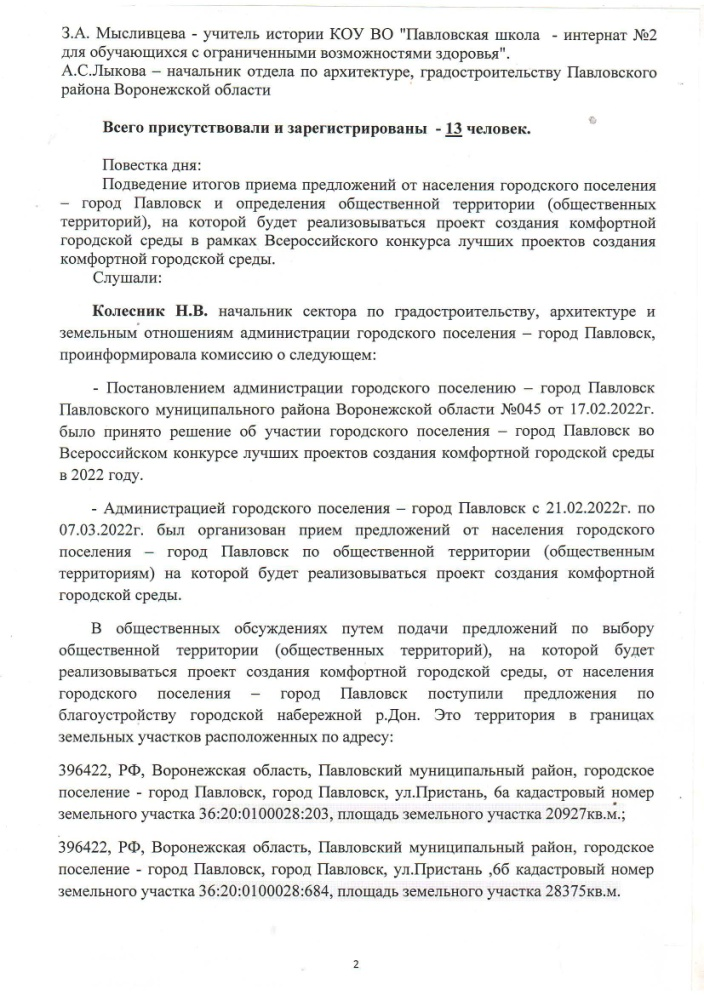 З.А. Мысливцева - учитель истории КОУ ВО "Павловская школа - интернат №2
для обучающихся с ограниченными возможностями здоровья".
А.С.Лыкова – начальник отдела по архитектуре, градостроительству Павловского
района Воронежской области
Всего присутствовали и зарегистрированы - 13 человек.
Повестка дня:
Подведение итогов приема предложений от населения городского поселения
– город Павловск и определения общественной территории (общественных
территорий), на которой будет реализовываться проект создания комфортной
городской среды в рамках Всероссийского конкурса лучших проектов создания
комфортной городской среды.
Слушали:
Колесник Н.В. начальник сектора по градостроительству, архитектуре и
земельным отношениям администрации городского поселения – город Павловск,
проинформировала комиссию о следующем:
- Постановлением администрации городского поселению – город Павловск
Павловского муниципального района Воронежской области №045 от 17.02.2022г.
было принято решение об участии городского поселения – город Павловск во
Всероссийском конкурсе лучших проектов создания комфортной городской среды
в 2022 году.
- Администрацией городского поселения – город Павловск с 21.02.2022г. по
07.03.2022г. был организован прием предложений от населения городского
поселения – город Павловск по общественной территории (общественным
территориям) на которой будет реализовываться проект создания комфортной
городской среды.
В общественных обсуждениях путем подачи предложений по выбору
общественной территории (общественных территорий), на которой будет
реализовываться проект создания комфортной городской среды, от населения
городского поселения – город Павловск поступили предложения по
благоустройству городской набережной р.Дон. Это территория в границах
земельных участков расположенных по адресу:
396422, РФ, Воронежская область, Павловский муниципальный район, городское
поселение - город Павловск, город Павловск, ул.Пристань, 6а кадастровый номер
земельного участка 36:20:0100028:203, площадь земельного участка 20927кв.м.;
396422, РФ, Воронежская область, Павловский муниципальный район, городское
поселение - город Павловск, город Павловск, ул.Пристань ,6б кадастровый номер
земельного участка 36:20:0100028:684, площадь земельного участка 28375кв.м.
2